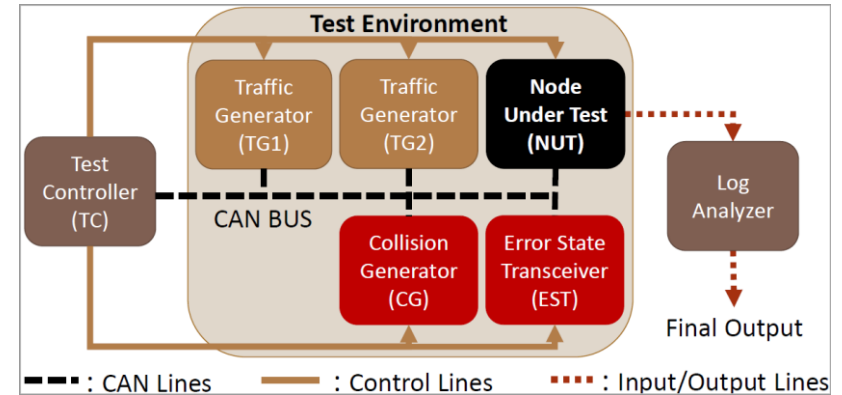 Test Environment
Traffic
Generator
(TG1)
Traffic
Generator
(TG2)
Node
Under Test
(NUT)
Test
Controller
(TC)
Log
Analyzer
CAN BUS
Collision
Generator
(CG)
Error State
Transceiver
(EST)
Final Output
: CAN Lines
: Control Lines
: Input/Output Lines